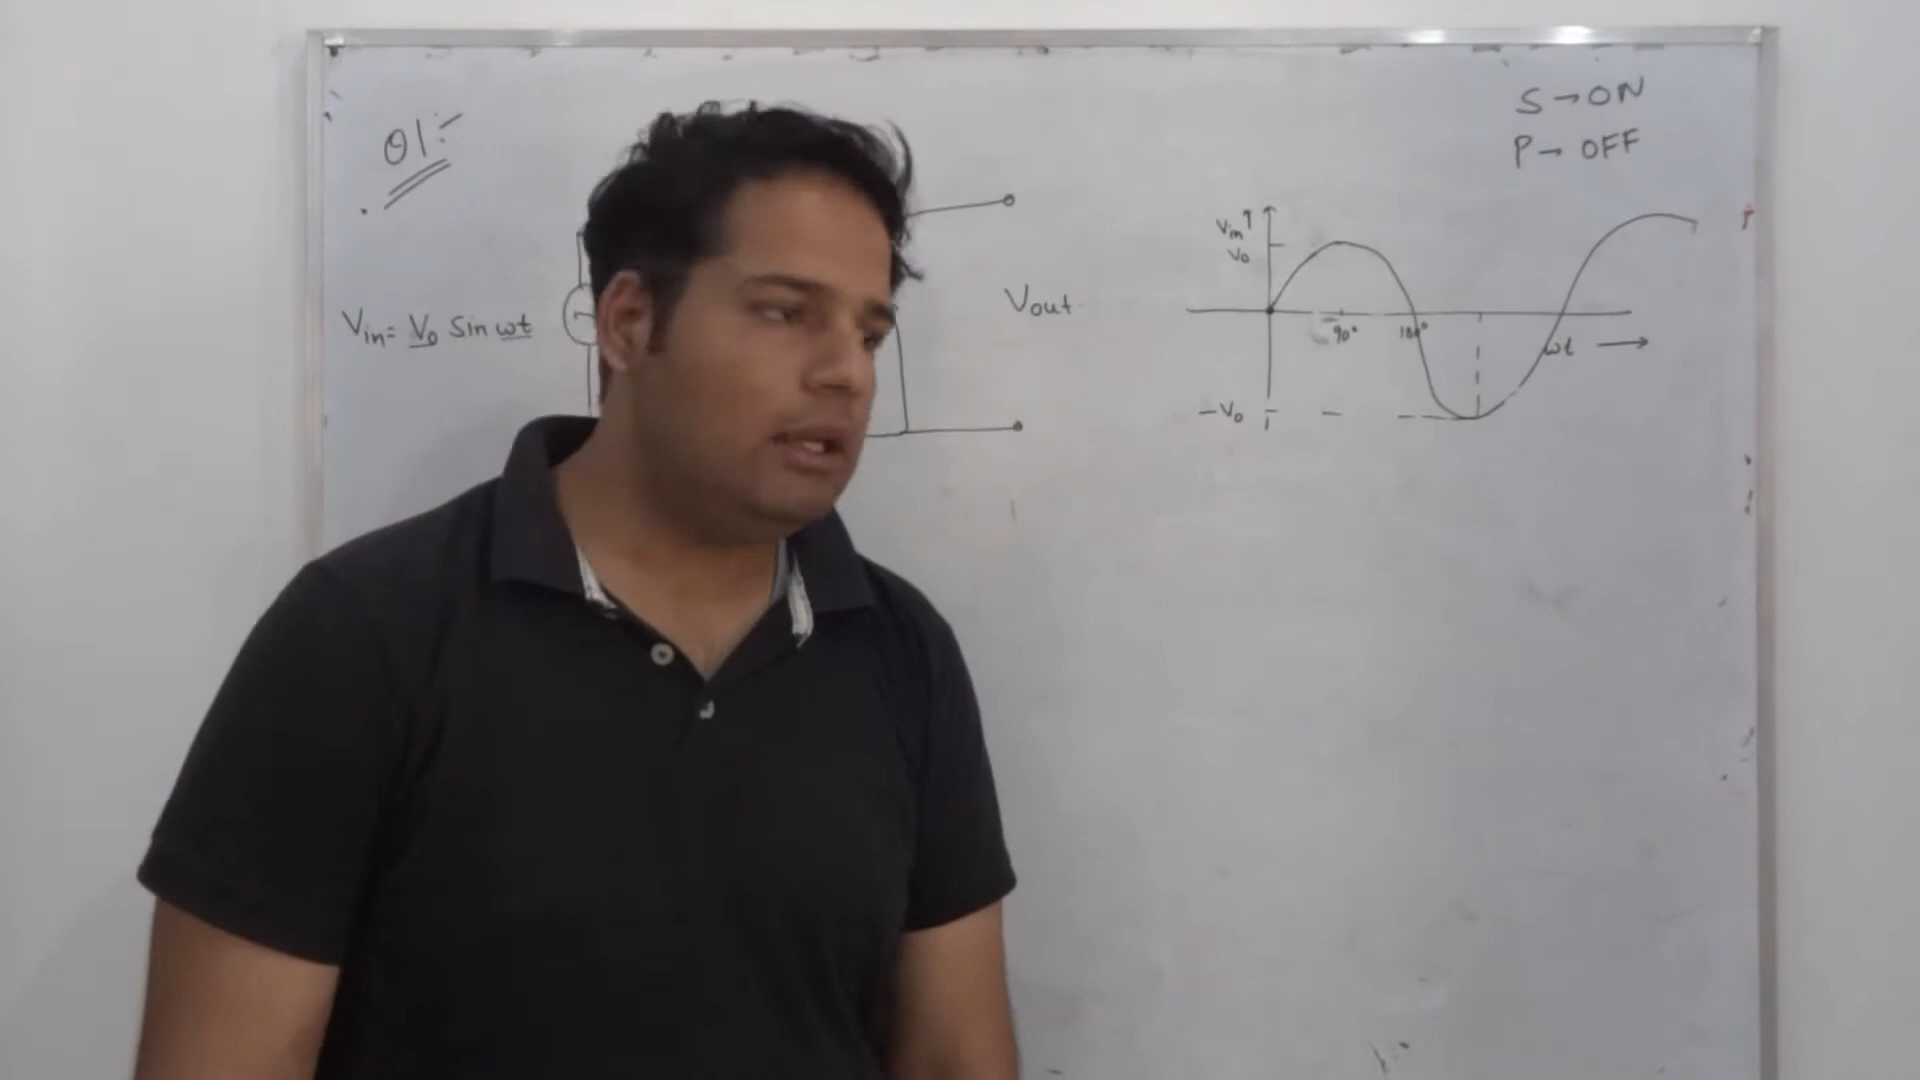 Q1:-
Vin= V₀ Sin ωt
Vout.
S → ON
P → OFF
Vin↑
V₀
90°
180°
ωt →
-V₀